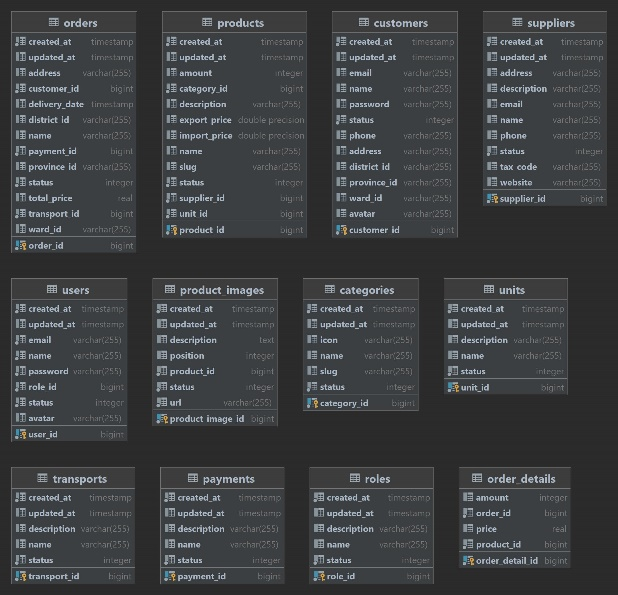 orders
created_at timestamp
updated_at timestamp
address varchar(255)
customer_id bigint
delivery_date timestamp
district_id varchar(255)
name varchar(255)
payment_id bigint
province_id varchar(255)
status integer
total_price real
transport_id bigint
ward_id varchar(255)
order_id bigint
products
created_at timestamp
updated_at timestamp
amount integer
category_id bigint
description varchar(255)
export_price double precision
import_price double precision
name varchar(255)
slug varchar(255)
status integer
supplier_id bigint
unit_id bigint
product_id bigint
customers
created_at timestamp
updated_at timestamp
email varchar(255)
name varchar(255)
password varchar(255)
status integer
phone varchar(255)
address varchar(255)
district_id varchar(255)
province_id varchar(255)
ward_id varchar(255)
avatar varchar(255)
customer_id bigint
suppliers
created_at timestamp
updated_at timestamp
address varchar(255)
description varchar(255)
email varchar(255)
name varchar(255)
phone varchar(255)
status integer
tax_code varchar(255)
website varchar(255)
supplier_id bigint
users
created_at timestamp
updated_at timestamp
email varchar(255)
name varchar(255)
password varchar(255)
role_id bigint
status integer
avatar varchar(255)
user_id bigint
product_images
created_at timestamp
updated_at timestamp
description text
position integer
product_id bigint
status integer
url varchar(255)
product_image_id bigint
categories
created_at timestamp
updated_at timestamp
icon varchar(255)
name varchar(255)
slug varchar(255)
status integer
category_id bigint
units
created_at timestamp
updated_at timestamp
description varchar(255)
name varchar(255)
status integer
unit_id bigint
transports
created_at timestamp
updated_at timestamp
description varchar(255)
name varchar(255)
status integer
transport_id bigint
payments
created_at timestamp
updated_at timestamp
description varchar(255)
name varchar(255)
status integer
payment_id bigint
roles
created_at timestamp
updated_at timestamp
description varchar(255)
name varchar(255)
status integer
role_id bigint
order_details
amount integer
order_id bigint
price real
product_id bigint
order_detail_id bigint